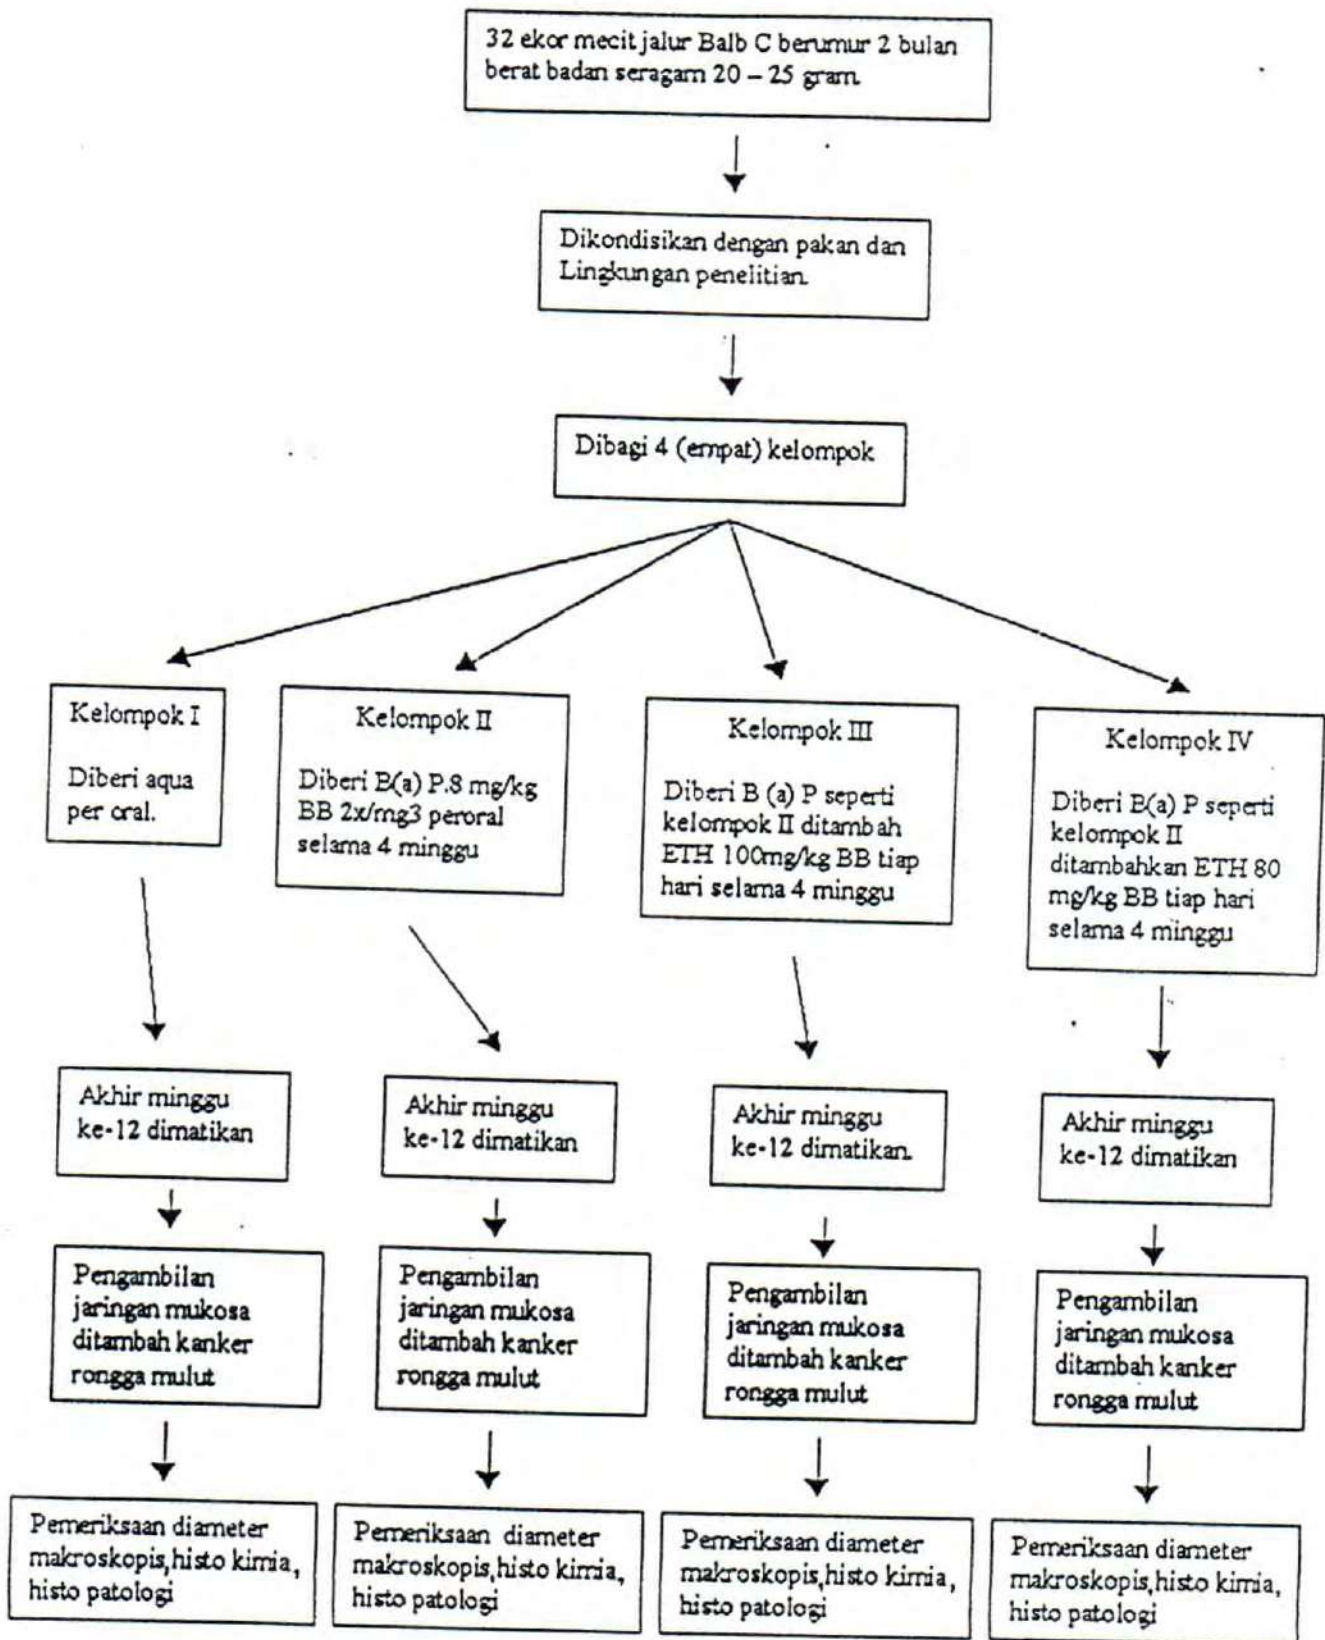 32 ekor mecit jalur Balb C berumur 2 bulan
berat badan seragam 20 – 25 gram.
Dikondisikan dengan pakan dan
Lingkungan penelitian.
Dibagi 4 (empat) kelompok
Kelompok I
Diberi aqua
per oral.
Kelompok II
Diberi B(a) P.8 mg/kg
BB 2x/mg3 peroral
selama 4 minggu
Kelompok III
Diberi B (a) P seperti
kelompok II ditambah
ETH 100mg/kg BB tiap
hari selama 4 minggu
Kelompok IV
Diberi B(a) P seperti
kelompok II
ditambahkan ETH 80
mg/kg BB tiap hari
selama 4 minggu
Akhir minggu
ke-12 dimatikan
Akhir minggu
ke-12 dimatikan
Akhir minggu
ke-12 dimatikan.
Akhir minggu
ke-12 dimatikan
Pengambilan
jaringan mukosa
ditambah kanker
rongga mulut
Pengambilan
jaringan mukosa
ditambah kanker
rongga mulut
Pengambilan
jaringan mukosa
ditambah kanker
rongga mulut
Pengambilan
jaringan mukosa
ditambah kanker
rongga mulut
Pemeriksaan diameter
makroskopis,histo kimia,
histo patologi
Pemeriksaan diameter
makroskopis,histo kimia,
histo patologi
Pemeriksaan diameter
makroskopis,histo kimia,
histo patologi
Pemeriksaan diameter
makroskopis,histo kimia,
histo patologi